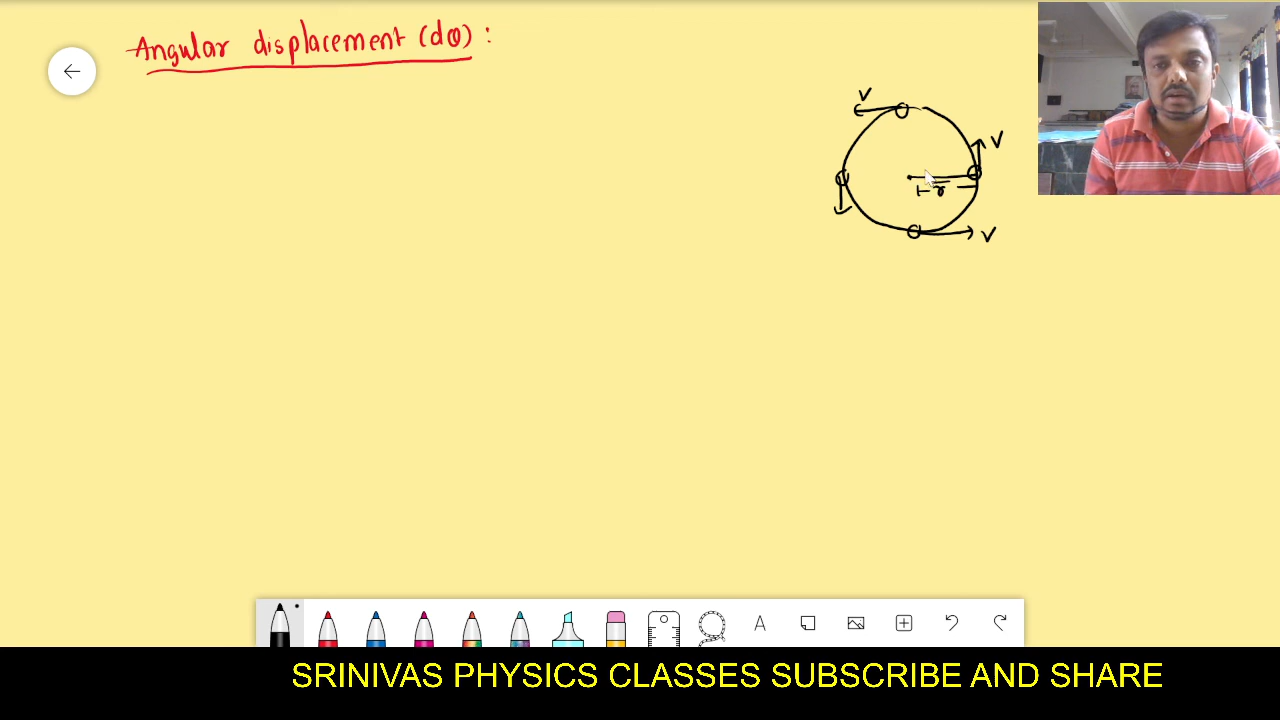 Angular displacement (dθ) :
V
V
r
V
A
SRINIVAS PHYSICS CLASSES SUBSCRIBE AND SHARE